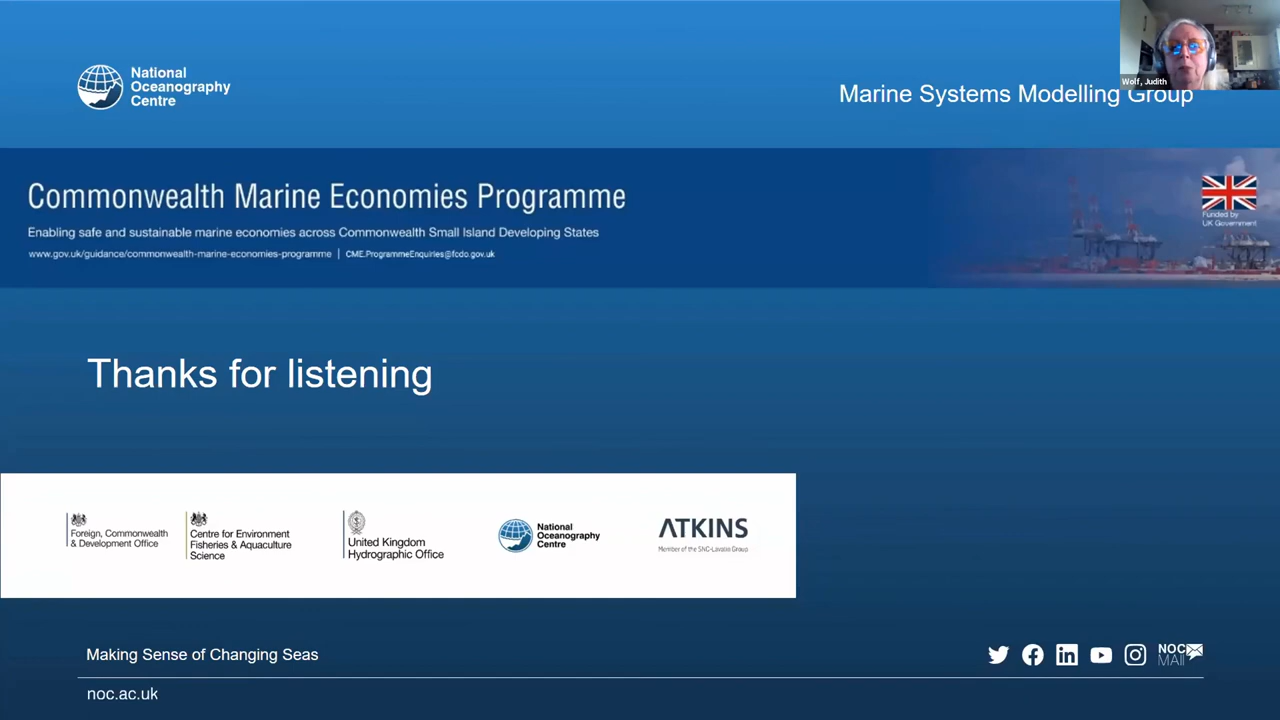 National
Oceanography
Centre
Marine Systems Modelling Group
Wolf, Judith
Commonwealth Marine Economies Programme
Enabling safe and sustainable marine economies across Commonwealth Small Island Developing States
www.gov.uk/guidance/commonwealth-marine-economies-programme | CME.ProgrammeEnquiries@fcdo.gov.uk
Funded by
UK Government
Thanks for listening
Foreign, Commonwealth
& Development Office
Centre for Environment
Fisheries & Aquaculture
Science
United Kingdom
Hydrographic Office
National
Oceanography
Centre
ATKINS
Member of the SNC-Lavalin Group
Making Sense of Changing Seas
NOC
MAIL
noc.ac.uk